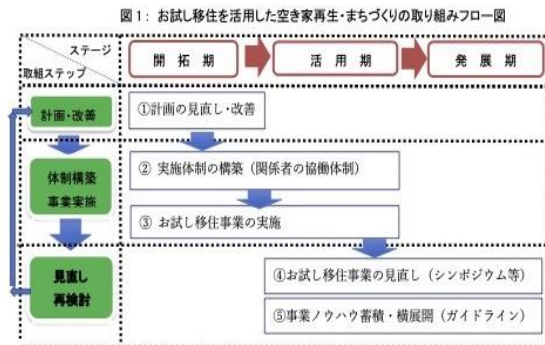 図1： お試し移住を活用した空き家再生･まちづくりの取り組みフロー図
ステージ
取組ステップ
開 拓 期
活 用 期
発 展 期
計画･改善
①計画の見直し･改善
体制構築
事業実施
② 実施体制の構築（関係者の協働体制）
③ お試し移住事業の実施
見直し
再検討
④お試し移住事業の見直し（シンポジウム等）
⑤事業ノウハウ蓄積・横展開（ガイドライン）